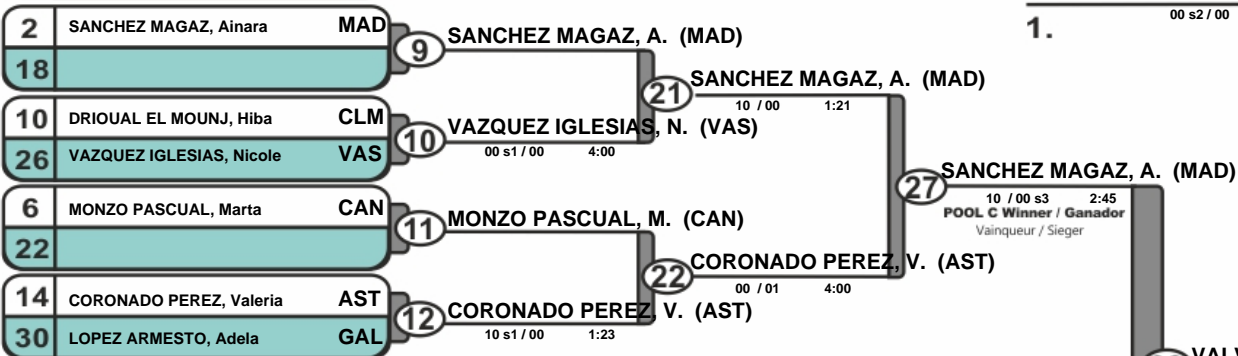 2 SANCHEZ MAGAZ, Ainara MAD
18
9 SANCHEZ MAGAZ, A. (MAD)
10 DRIOUAL EL MOUNJ, Hiba CLM
26 VAZQUEZ IGLESIAS, Nicole VAS
10 VAZQUEZ IGLESIAS, N. (VAS)
00 s1 / 00 4:00
21 SANCHEZ MAGAZ, A. (MAD)
10 / 00 1:21
6 MONZO PASCUAL, Marta CAN
22
11 MONZO PASCUAL, M. (CAN)
14 CORONADO PEREZ, Valeria AST
30 LOPEZ ARMESTO, Adela GAL
12 CORONADO PEREZ, V. (AST)
10 s1 / 00 1:23
22 CORONADO PEREZ, V. (AST)
00 / 01 4:00
27 SANCHEZ MAGAZ, A. (MAD)
10 / 00 s3 2:45
POOL C Winner / Ganador
Vainqueur / Sieger
00 s2 / 00
1.